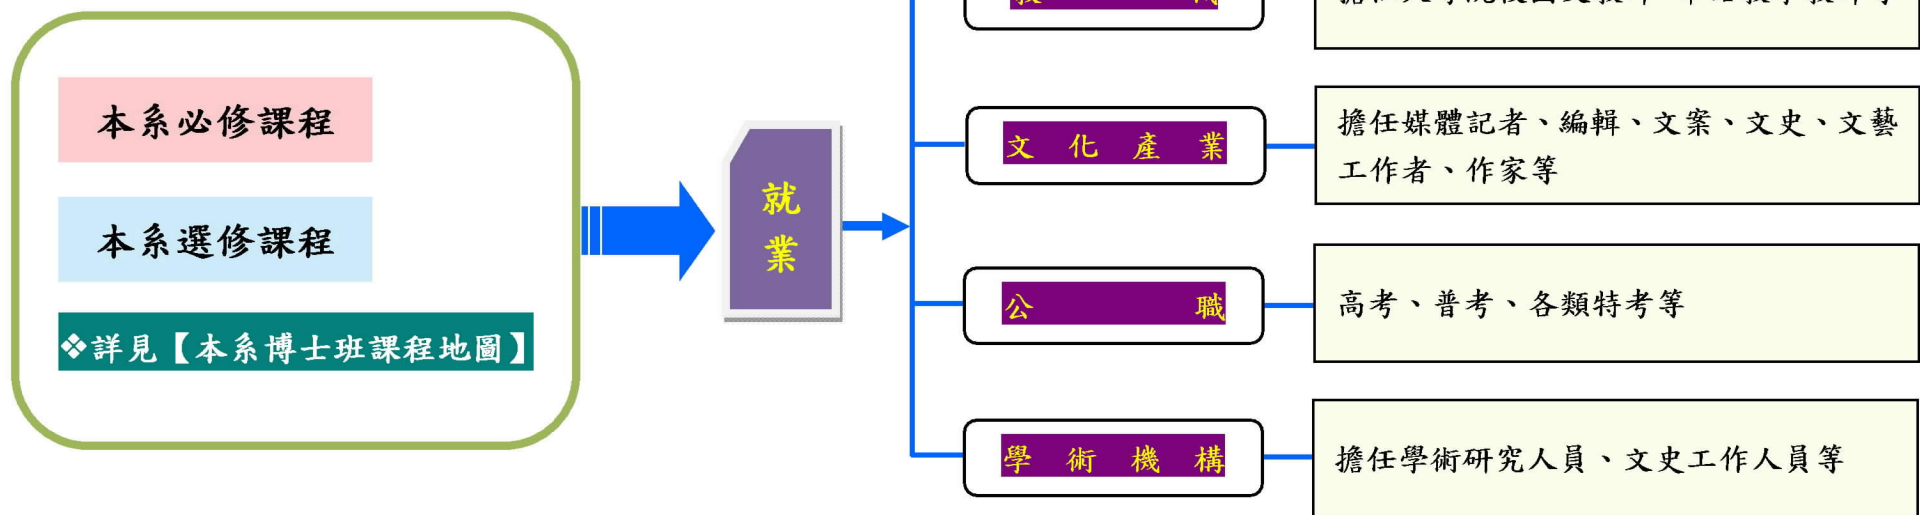 本系必修課程
本系選修課程
❖詳見【本系博士班課程地圖】
就
業
文化產業
擔任媒體記者、編輯、文案、文史、文藝
工作者、作家等
公職
高考、普考、各類特考等
學術機構
擔任學術研究人員、文史工作人員等